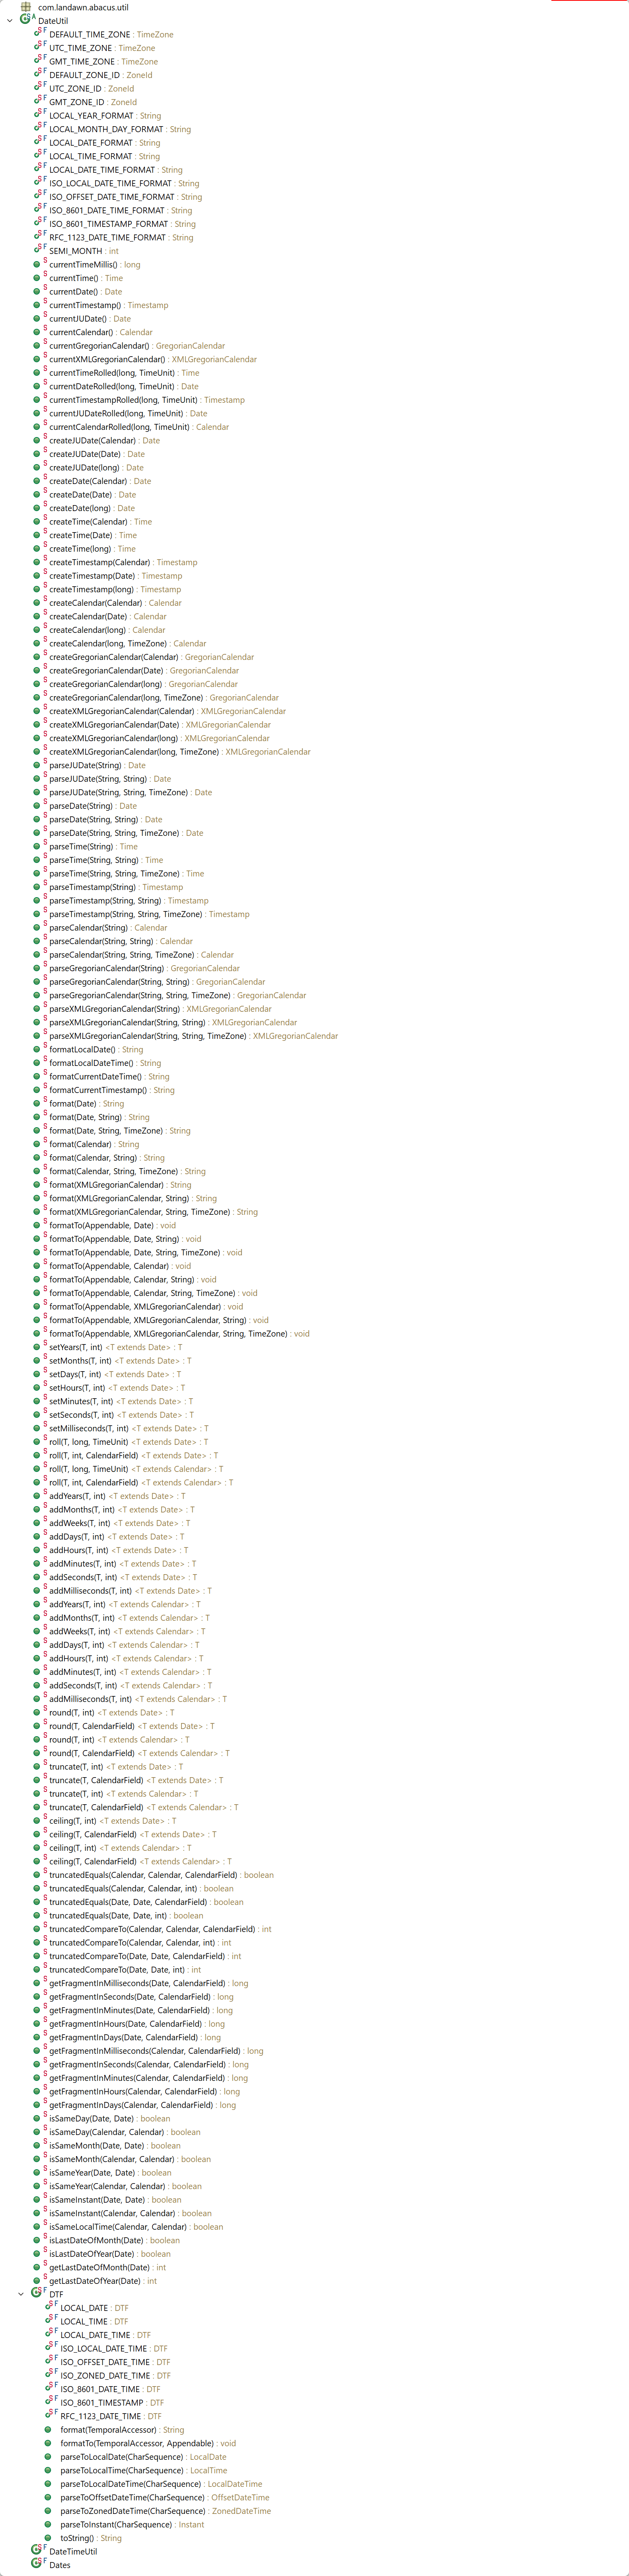 com.landawn.abacus.util
DateUtil
DEFAULT_TIME_ZONE : TimeZone
UTC_TIME_ZONE : TimeZone
GMT_TIME_ZONE : TimeZone
DEFAULT_ZONE_ID : ZoneId
UTC_ZONE_ID : ZoneId
GMT_ZONE_ID : ZoneId
LOCAL_YEAR_FORMAT : String
LOCAL_MONTH_DAY_FORMAT : String
LOCAL_DATE_FORMAT : String
LOCAL_TIME_FORMAT : String
LOCAL_DATE_TIME_FORMAT : String
ISO_LOCAL_DATE_TIME_FORMAT : String
ISO_OFFSET_DATE_TIME_FORMAT : String
ISO_8601_DATE_TIME_FORMAT : String
ISO_8601_TIMESTAMP_FORMAT : String
RFC_1123_DATE_TIME_FORMAT : String
SEMI_MONTH : int
currentTimeMillis() : long
currentTime() : Time
currentDate() : Date
currentTimestamp() : Timestamp
currentJUDate() : Date
currentCalendar() : Calendar
currentGregorianCalendar() : GregorianCalendar
currentXMLGregorianCalendar() : XMLGregorianCalendar
currentTimeRolled(long, TimeUnit) : Time
currentDateRolled(long, TimeUnit) : Date
currentTimestampRolled(long, TimeUnit) : Timestamp
currentJUDateRolled(long, TimeUnit) : Date
currentCalendarRolled(long, TimeUnit) : Calendar
createJUDate(Calendar) : Date
createJUDate(Date) : Date
createJUDate(long) : Date
createDate(Calendar) : Date
createDate(Date) : Date
createDate(long) : Date
createTime(Calendar) : Time
createTime(Date) : Time
createTime(long) : Time
createTimestamp(Calendar) : Timestamp
createTimestamp(Date) : Timestamp
createTimestamp(long) : Timestamp
createCalendar(Calendar) : Calendar
createCalendar(Date) : Calendar
createCalendar(long) : Calendar
createCalendar(long, TimeZone) : Calendar
createGregorianCalendar(Calendar) : GregorianCalendar
createGregorianCalendar(Date) : GregorianCalendar
createGregorianCalendar(long) : GregorianCalendar
createGregorianCalendar(long, TimeZone) : GregorianCalendar
createXMLGregorianCalendar(Calendar) : XMLGregorianCalendar
createXMLGregorianCalendar(Date) : XMLGregorianCalendar
createXMLGregorianCalendar(long) : XMLGregorianCalendar
createXMLGregorianCalendar(long, TimeZone) : XMLGregorianCalendar
parseJUDate(String) : Date
parseJUDate(String, String) : Date
parseJUDate(String, String, TimeZone) : Date
parseDate(String) : Date
parseDate(String, String) : Date
parseDate(String, String, TimeZone) : Date
parseTime(String) : Time
parseTime(String, String) : Time
parseTime(String, String, TimeZone) : Time
parseTimestamp(String) : Timestamp
parseTimestamp(String, String) : Timestamp
parseTimestamp(String, String, TimeZone) : Timestamp
parseCalendar(String) : Calendar
parseCalendar(String, String) : Calendar
parseCalendar(String, String, TimeZone) : Calendar
parseGregorianCalendar(String) : GregorianCalendar
parseGregorianCalendar(String, String) : GregorianCalendar
parseGregorianCalendar(String, String, TimeZone) : GregorianCalendar
parseXMLGregorianCalendar(String) : XMLGregorianCalendar
parseXMLGregorianCalendar(String, String) : XMLGregorianCalendar
parseXMLGregorianCalendar(String, String, TimeZone) : XMLGregorianCalendar
formatLocalDate() : String
formatLocalDateTime() : String
formatCurrentDateTime() : String
formatCurrentTimestamp() : String
format(Date) : String
format(Date, String) : String
format(Date, String, TimeZone) : String
format(Calendar) : String
format(Calendar, String) : String
format(Calendar, String, TimeZone) : String
format(XMLGregorianCalendar) : String
format(XMLGregorianCalendar, String) : String
format(XMLGregorianCalendar, String, TimeZone) : String
formatTo(Appendable, Date) : void
formatTo(Appendable, Date, String) : void
formatTo(Appendable, Date, String, TimeZone) : void
formatTo(Appendable, Calendar) : void
formatTo(Appendable, Calendar, String) : void
formatTo(Appendable, Calendar, String, TimeZone) : void
formatTo(Appendable, XMLGregorianCalendar) : void
formatTo(Appendable, XMLGregorianCalendar, String) : void
formatTo(Appendable, XMLGregorianCalendar, String, TimeZone) : void
setYears(T, int) <T extends Date> : T
setMonths(T, int) <T extends Date> : T
setDays(T, int) <T extends Date> : T
setHours(T, int) <T extends Date> : T
setMinutes(T, int) <T extends Date> : T
setSeconds(T, int) <T extends Date> : T
setMilliseconds(T, int) <T extends Date> : T
roll(T, long, TimeUnit) <T extends Date> : T
roll(T, int, CalendarField) <T extends Date> : T
roll(T, long, TimeUnit) <T extends Calendar> : T
roll(T, int, CalendarField) <T extends Calendar> : T
addYears(T, int) <T extends Date> : T
addMonths(T, int) <T extends Date> : T
addWeeks(T, int) <T extends Date> : T
addDays(T, int) <T extends Date> : T
addHours(T, int) <T extends Date> : T
addMinutes(T, int) <T extends Date> : T
addSeconds(T, int) <T extends Date> : T
addMilliseconds(T, int) <T extends Date> : T
addYears(T, int) <T extends Calendar> : T
addMonths(T, int) <T extends Calendar> : T
addWeeks(T, int) <T extends Calendar> : T
addDays(T, int) <T extends Calendar> : T
addHours(T, int) <T extends Calendar> : T
addMinutes(T, int) <T extends Calendar> : T
addSeconds(T, int) <T extends Calendar> : T
addMilliseconds(T, int) <T extends Calendar> : T
round(T, int) <T extends Date> : T
round(T, CalendarField) <T extends Date> : T
round(T, int) <T extends Calendar> : T
round(T, CalendarField) <T extends Calendar> : T
truncate(T, int) <T extends Date> : T
truncate(T, CalendarField) <T extends Date> : T
truncate(T, int) <T extends Calendar> : T
truncate(T, CalendarField) <T extends Calendar> : T
ceiling(T, int) <T extends Date> : T
ceiling(T, CalendarField) <T extends Date> : T
ceiling(T, int) <T extends Calendar> : T
ceiling(T, CalendarField) <T extends Calendar> : T
truncatedEquals(Calendar, Calendar, CalendarField) : boolean
truncatedEquals(Calendar, Calendar, int) : boolean
truncatedEquals(Date, Date, CalendarField) : boolean
truncatedEquals(Date, Date, int) : boolean
truncatedCompareTo(Calendar, Calendar, CalendarField) : int
truncatedCompareTo(Calendar, Calendar, int) : int
truncatedCompareTo(Date, Date, CalendarField) : int
truncatedCompareTo(Date, Date, int) : int
getFragmentInMilliseconds(Date, CalendarField) : long
getFragmentInSeconds(Date, CalendarField) : long
getFragmentInMinutes(Date, CalendarField) : long
getFragmentInHours(Date, CalendarField) : long
getFragmentInDays(Date, CalendarField) : long
getFragmentInMilliseconds(Calendar, CalendarField) : long
getFragmentInSeconds(Calendar, CalendarField) : long
getFragmentInMinutes(Calendar, CalendarField) : long
getFragmentInHours(Calendar, CalendarField) : long
getFragmentInDays(Calendar, CalendarField) : long
isSameDay(Date, Date) : boolean
isSameDay(Calendar, Calendar) : boolean
isSameMonth(Date, Date) : boolean
isSameMonth(Calendar, Calendar) : boolean
isSameYear(Date, Date) : boolean
isSameYear(Calendar, Calendar) : boolean
isSameInstant(Date, Date) : boolean
isSameInstant(Calendar, Calendar) : boolean
isSameLocalTime(Calendar, Calendar) : boolean
isLastDateOfMonth(Date) : boolean
isLastDateOfYear(Date) : boolean
getLastDateOfMonth(Date) : int
getLastDateOfYear(Date) : int
DTF
LOCAL_DATE : DTF
LOCAL_TIME : DTF
LOCAL_DATE_TIME : DTF
ISO_LOCAL_DATE_TIME : DTF
ISO_OFFSET_DATE_TIME : DTF
ISO_ZONED_DATE_TIME : DTF
ISO_8601_DATE_TIME : DTF
ISO_8601_TIMESTAMP : DTF
RFC_1123_DATE_TIME : DTF
format(TemporalAccessor) : String
formatTo(TemporalAccessor, Appendable) : void
parseToLocalDate(CharSequence) : LocalDate
parseToLocalTime(CharSequence) : LocalTime
parseToLocalDateTime(CharSequence) : LocalDateTime
parseToOffsetDateTime(CharSequence) : OffsetDateTime
parseToZonedDateTime(CharSequence) : ZonedDateTime
parseToInstant(CharSequence) : Instant
toString() : String
DateTimeUtil
Dates